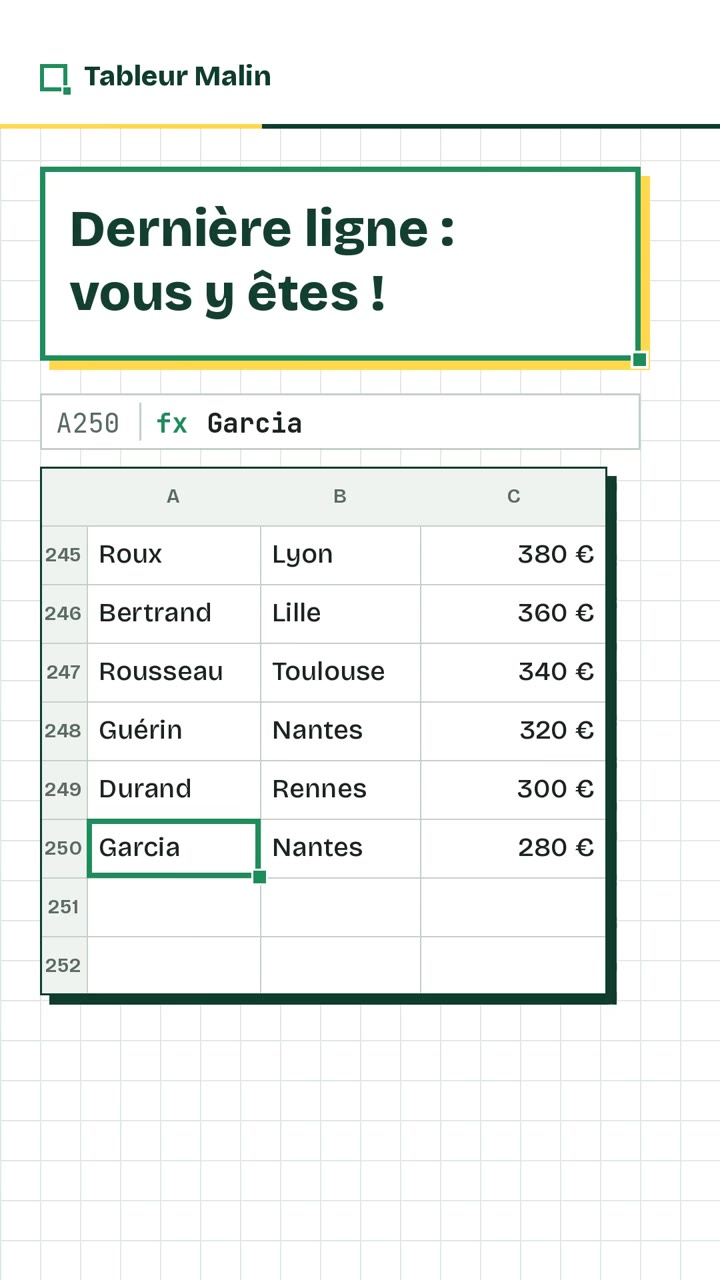 Tableur Malin
Dernière ligne :
vous y êtes !
A250 fx Garcia
A B C
245 Roux Lyon 380 €
246 Bertrand Lille 360 €
247 Rousseau Toulouse 340 €
248 Guérin Nantes 320 €
249 Durand Rennes 300 €
250 Garcia Nantes 280 €
251
252